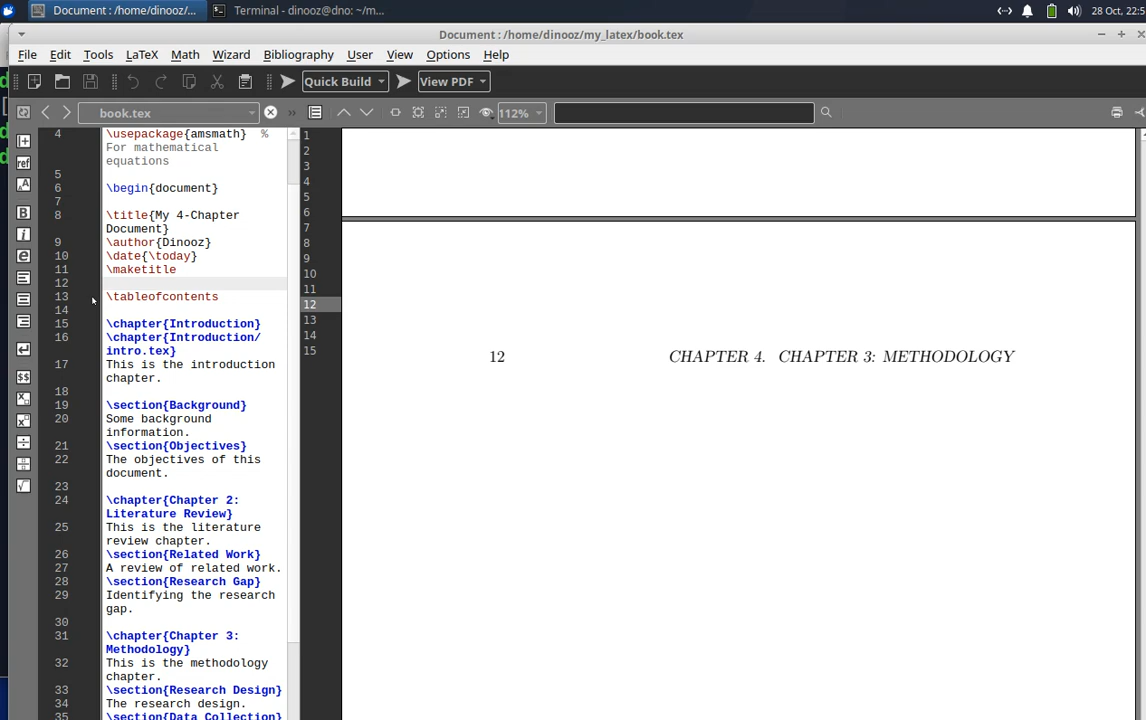 Document : /home/dinooz/... Terminal - dinooz@dno: ~/m... 28 Oct, 22:5
Document : /home/dinooz/my_latex/book.tex
File Edit Tools LaTeX Math Wizard Bibliography User View Options Help
Quick Build View PDF
book.tex 112%
4 \usepackage{amsmath} %
For mathematical
equations
5
6 \begin{document}
7
8 \title{My 4-Chapter
Document}
9 \author{Dinooz}
10 \date{\today}
11 \maketitle
12
13 \tableofcontents
14
15 \chapter{Introduction}
16 \chapter{Introduction/
intro.tex}
17 This is the introduction
chapter.
18
19 \section{Background}
20 Some background
information.
21 \section{Objectives}
22 The objectives of this
document.
23
24 \chapter{Chapter 2:
Literature Review}
25 This is the literature
review chapter.
26 \section{Related Work}
27 A review of related work.
28 \section{Research Gap}
29 Identifying the research
gap.
30
31 \chapter{Chapter 3:
Methodology}
32 This is the methodology
chapter.
33 \section{Research Design}
34 The research design.
35 \section{Data Collection}
1
2
3
4
5
6
7
8
9
10
11
12
13
14
15
12 CHAPTER 4. CHAPTER 3: METHODOLOGY